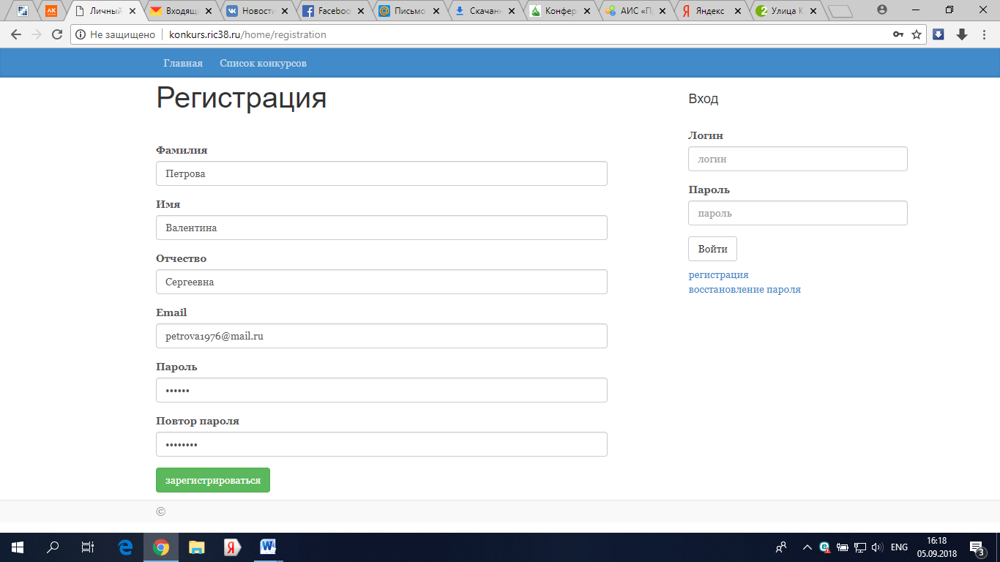 Личный
Входящ
Новост
Faceboo
Письмо
Скачан
Конфер
АИС «П
Яндекс
Улица К
Не защищено
konkurs.ric38.ru/home/registration
Главная
Список конкурсов
Регистрация
Фамилия
Петрова
Имя
Валентина
Отчество
Сергеевна
Email
petrova1976@mail.ru
Пароль
••••••
Повтор пароля
••••••••
зарегистрироваться
Вход
Логин
логин
Пароль
пароль
Войти
регистрация
восстановление пароля
©
ENG
16:18
05.09.2018
3